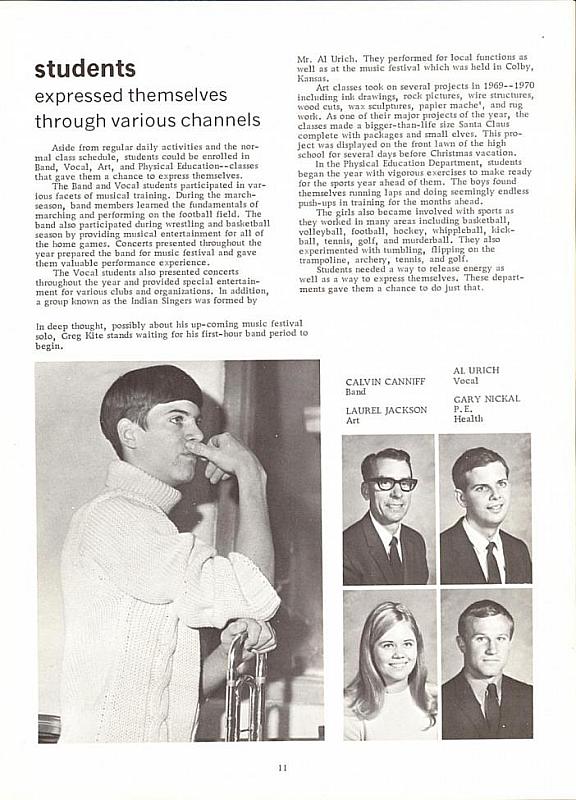 students
expressed themselves
through various channels
Aside from regular daily activities and the nor-
mal class schedule, students could be enrolled in
Band, Vocal, Art, and Physical Education--classes
that gave them a chance to express themselves.
The Band and Vocal students participated in var-
ious facets of musical training. During the march-
season, band members learned the fundamentals of
marching and performing on the football field. The
band also participated during wrestling and basketball
season by providing musical entertainment for all of
the home games. Concerts presented throughout the
year prepared the band for music festival and gave
them valuable performance experience.
The Vocal students also presented concerts
throughout the year and provided special entertain-
ment for various clubs and organizations. In addition,
a group known as the Indian Singers was formed by
Mr. Al Urich. They performed for local functions as
well as at the music festival which was held in Colby,
Kansas.
Art classes took on several projects in 1969--1970
including ink drawings, rock pictures, wire structures,
wood cuts, wax sculptures, papier mache', and rug
work. As one of their major projects of the year, the
classes made a bigger-than-life size Santa Claus
complete with packages and small elves. This pro-
ject was displayed on the front lawn of the high
school for several days before Christmas vacation.
In the Physical Education Department, students
began the year with vigorous exercises to make ready
for the sports year ahead of them. The boys found
themselves running laps and doing seemingly endless
push-ups in training for the months ahead.
The girls also became involved with sports as
they worked in many areas including basketball,
volleyball, football, hockey, whippleball, kick-
ball, tennis, golf, and murderball. They also
experimented with tumbling, flipping on the
trampoline, archery, tennis, and golf.
Students needed a way to release energy as
well as a way to express themselves. These depart-
ments gave them a chance to do just that.
In deep thought, possibly about his up-coming music festival
solo, Greg Kite stands waiting for his first-hour band period to
begin.
CALVIN CANNIFF
Band
LAUREL JACKSON
Art
AL URICH
Vocal
GARY NICKAL
P.E.
Health
11